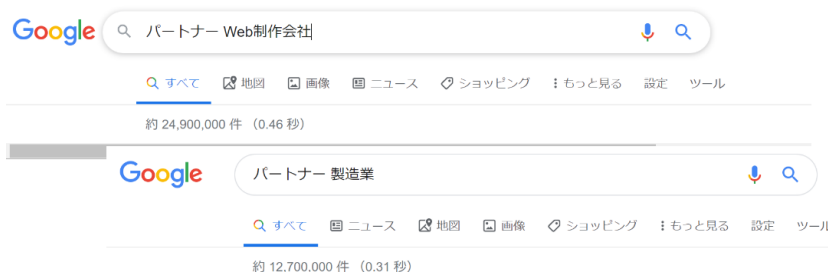 Google パートナー Web制作会社
すべて 地図 画像 ニュース ショッピング もっと見る 設定 ツール
約 24,900,000 件 （0.46 秒）
Google パートナー 製造業
すべて ニュース 地図 画像 ショッピング もっと見る 設定 ツール
約 12,700,000 件 （0.31 秒）